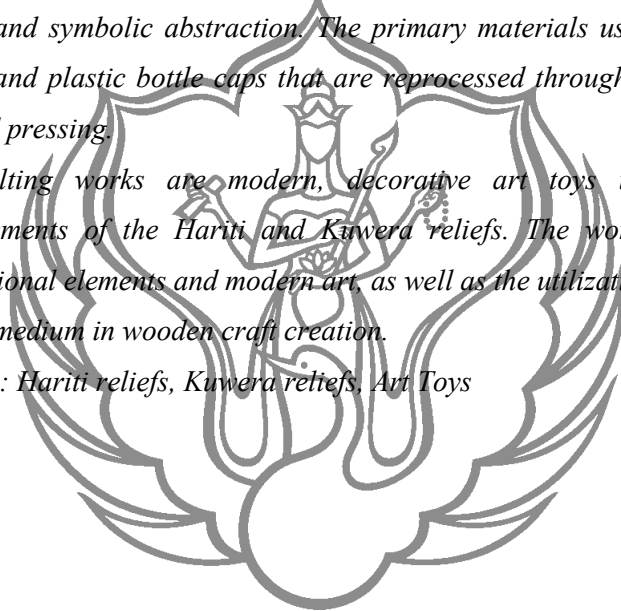 and symbolic abstraction. The primary materials us
and plastic bottle caps that are reprocessed through
pressing.
lting works are modern, decorative art toys
ments of the Hariti and Kuwera reliefs. The wo
ional elements and modern art, as well as the utilizati
medium in wooden craft creation.
: Hariti reliefs, Kuwera reliefs, Art Toys